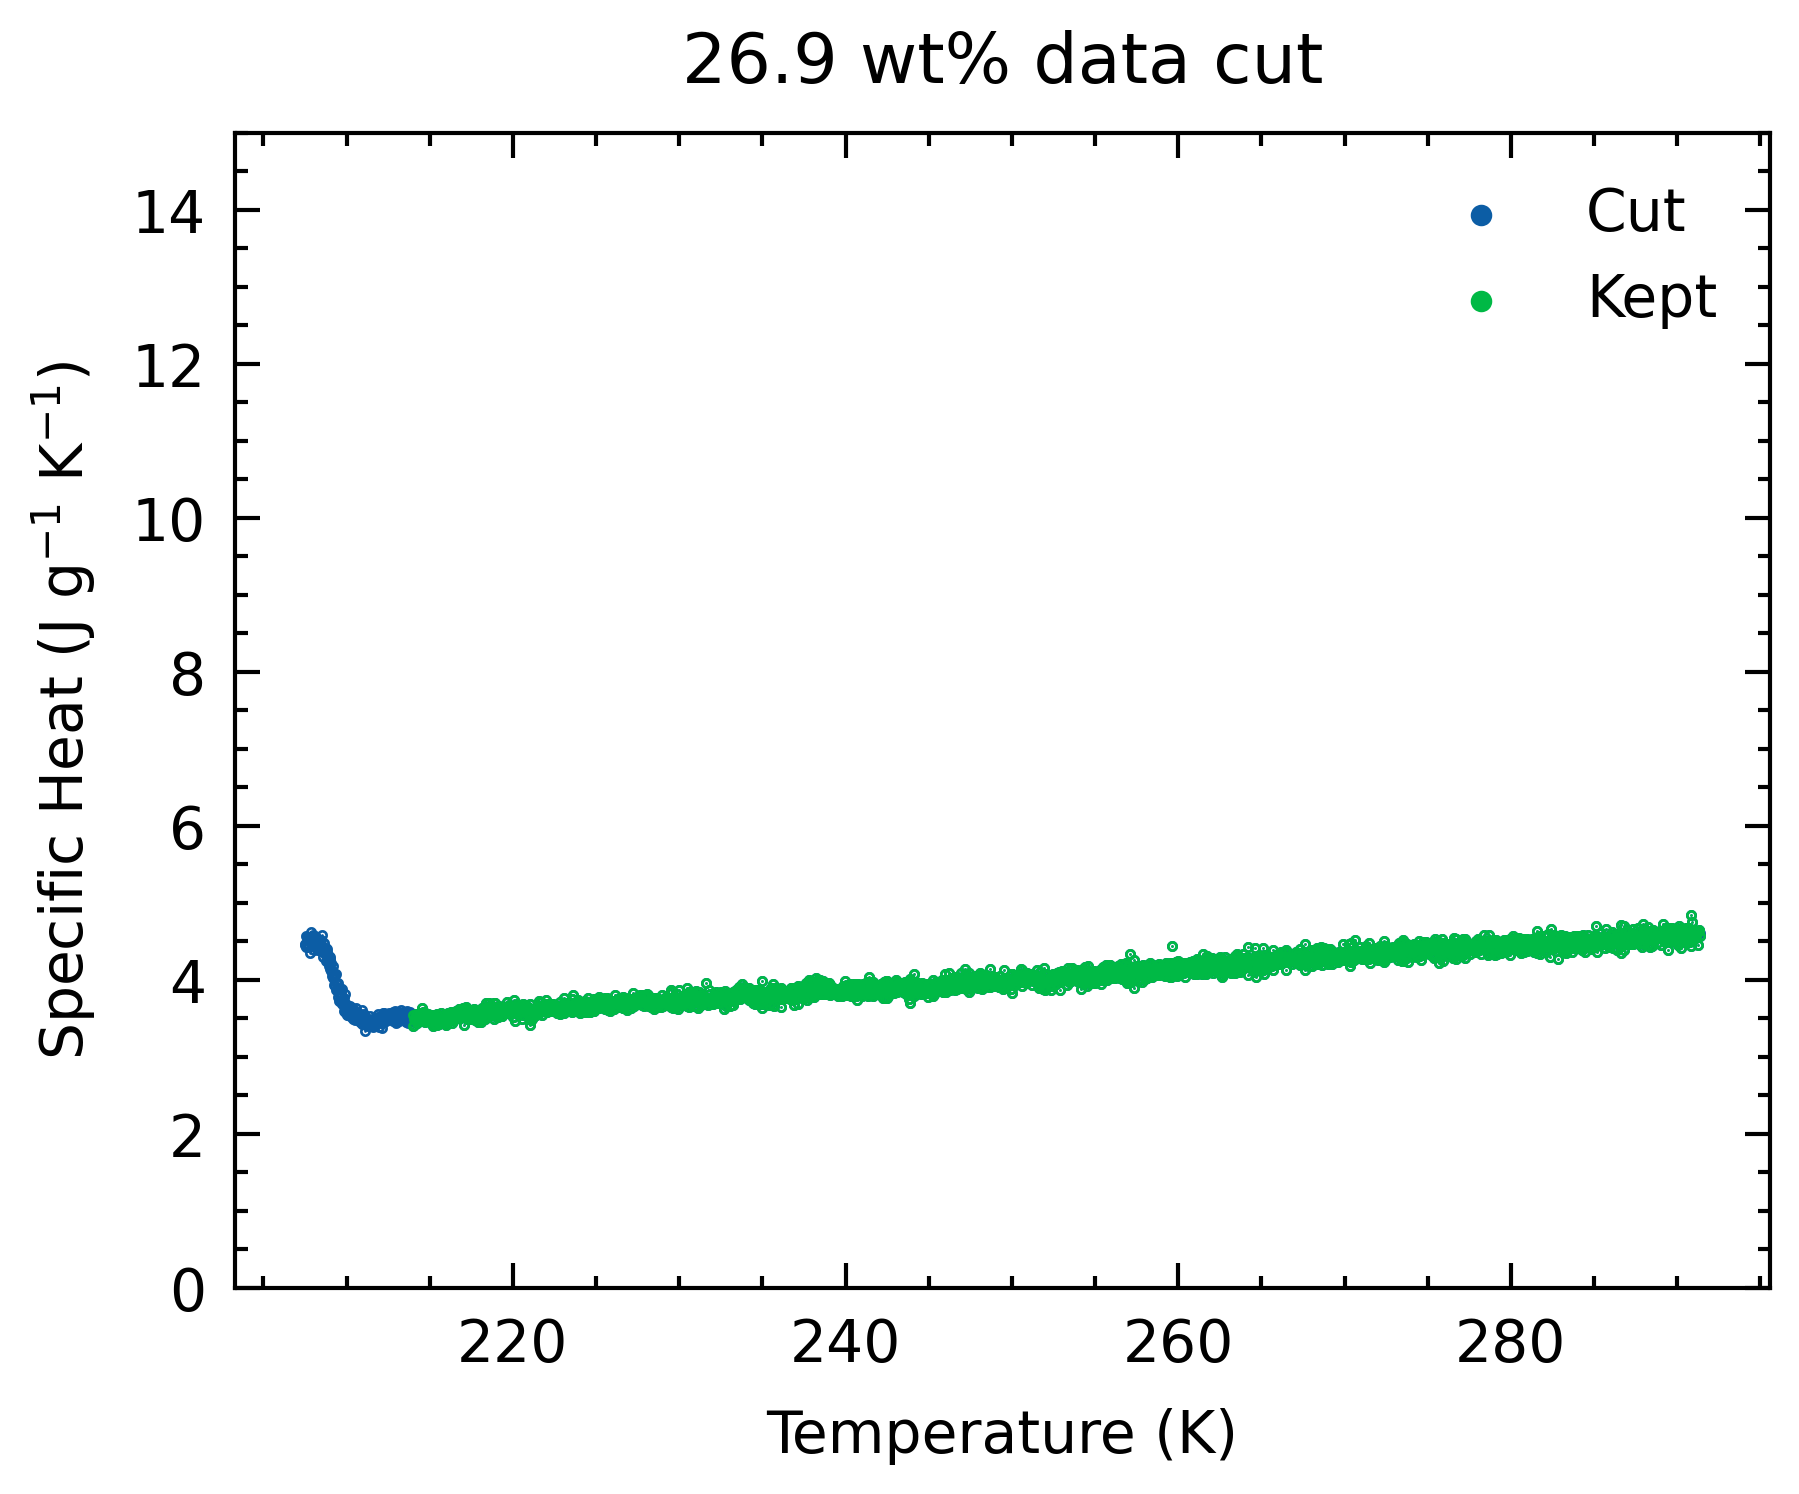 26.9 wt% data cut
Cut
Kept
14
12
10
8
6
4
2
0
Specific Heat (J g⁻¹ K⁻¹)
220 240 260 280
Temperature (K)